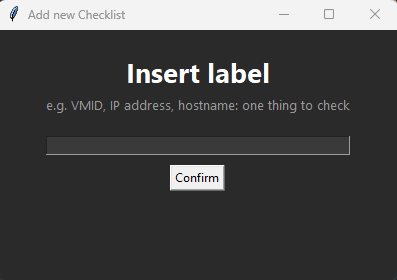 Add new Checklist
Insert label
e.g. VMID, IP address, hostname: one thing to check
Confirm